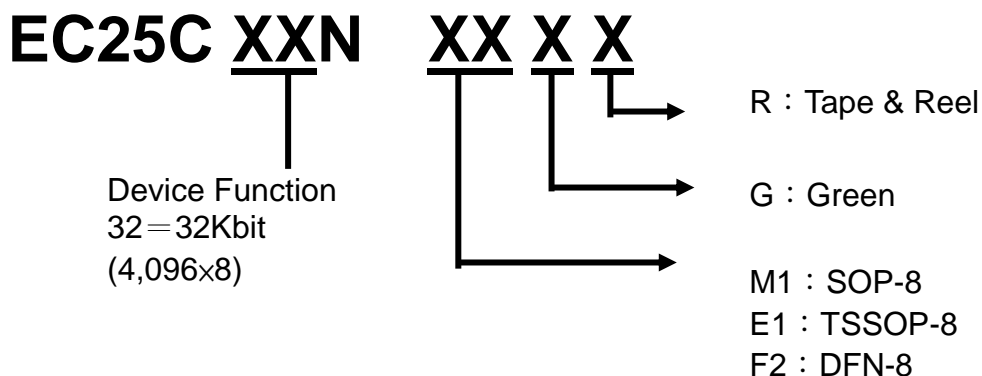 EC25C XXN XX X X
R：Tape & Reel
Device Function
32＝32Kbit
(4,096×8)
G：Green
M1：SOP-8
E1：TSSOP-8
F2：DFN-8